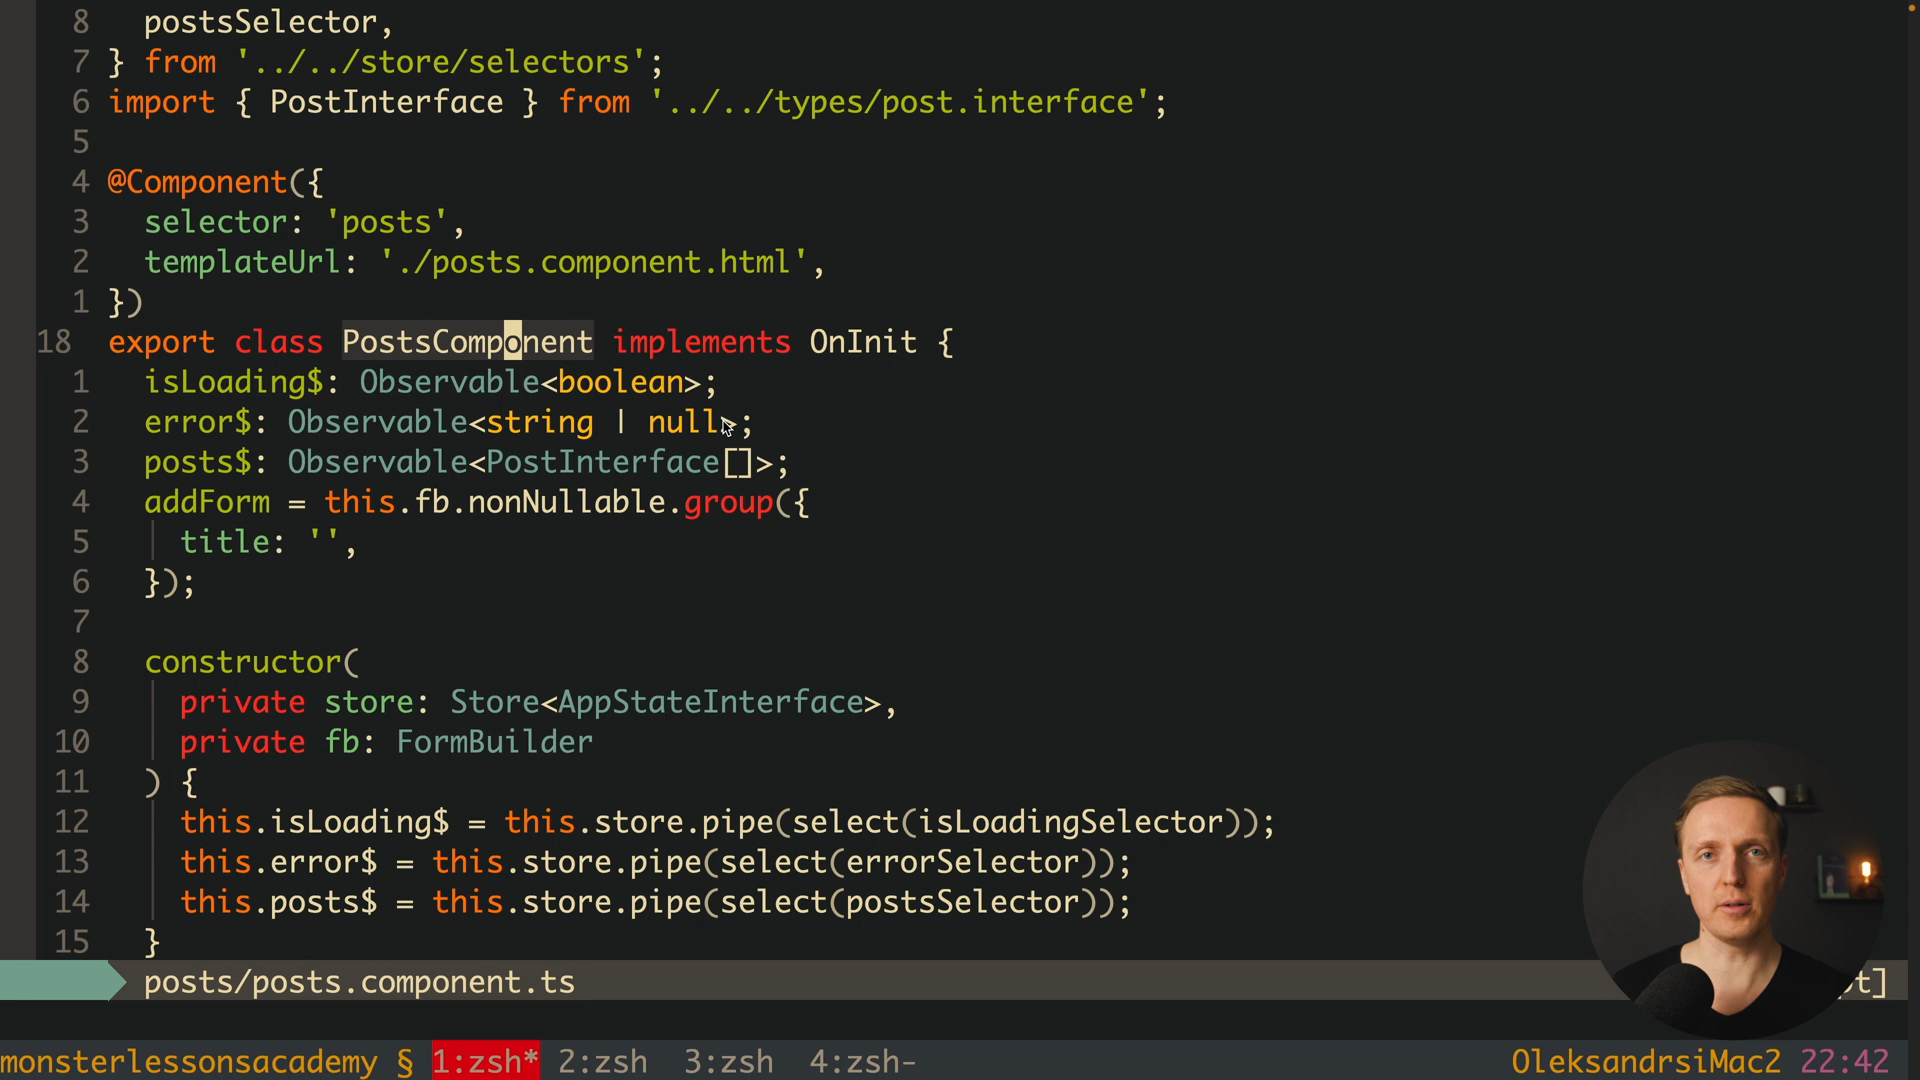 8 postsSelector,
7 } from '../../store/selectors';
6 import { PostInterface } from '../../types/post.interface';
5
4 @Component({
3 selector: 'posts',
2 templateUrl: './posts.component.html',
1 })
18 export class PostsComponent implements OnInit {
1 isLoading$: Observable<boolean>;
2 error$: Observable<string | null>;
3 posts$: Observable<PostInterface[]>;
4 addForm = this.fb.nonNullable.group({
5 title: '',
6 });
7
8 constructor(
9 private store: Store<AppStateInterface>,
10 private fb: FormBuilder
11 ) {
12 this.isLoading$ = this.store.pipe(select(isLoadingSelector));
13 this.error$ = this.store.pipe(select(errorSelector));
14 this.posts$ = this.store.pipe(select(postsSelector));
15 }
posts/posts.component.ts t]
monsterlessonsacademy § 1:zsh* 2:zsh 3:zsh 4:zsh- OleksandrsiMac2 22:42